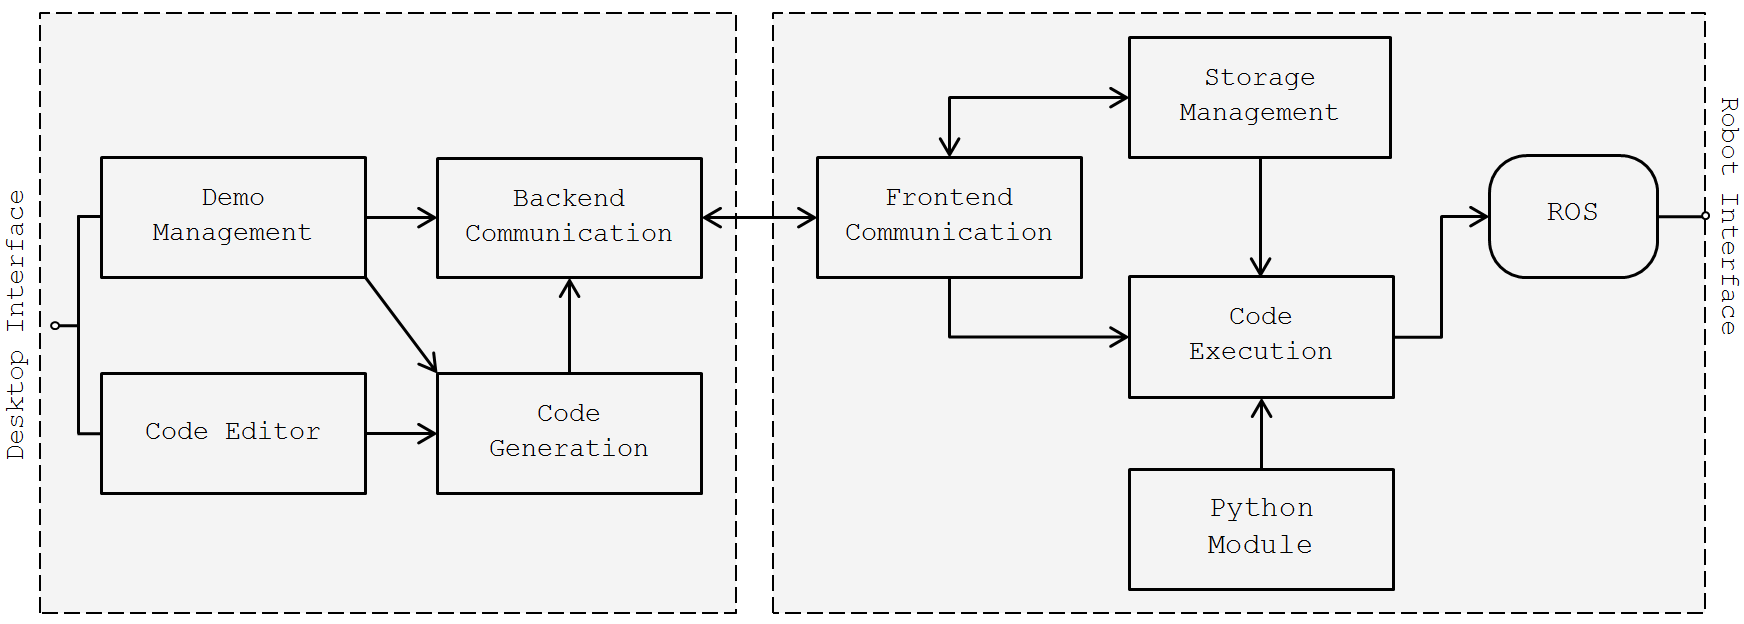 Desktop Interface
Demo
Management
Backend
Communication
Code Editor
Code
Generation
Storage
Management
Frontend
Communication
Code
Execution
Python
Module
ROS
Robot Interface